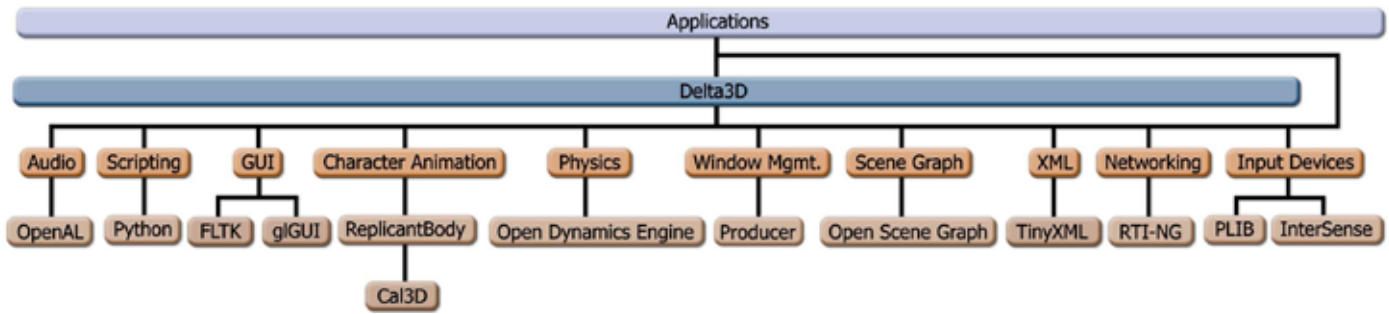 Applications
Delta3D
Audio Scripting GUI Character Animation Physics Window Mgmt. Scene Graph XML Networking Input Devices
OpenAL Python FLTK glGUI ReplicantBody Open Dynamics Engine Producer Open Scene Graph TinyXML RTI-NG PLIB InterSense
Cal3D